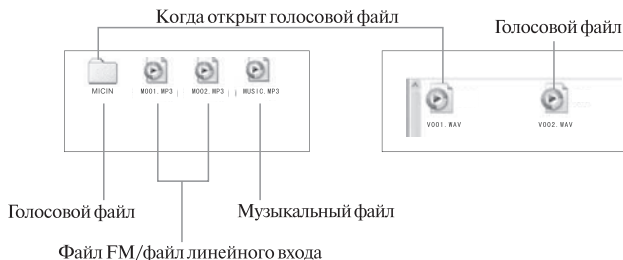 Когда открыт голосовой файл
Голосовой файл
MICIN
M001.MP3
M002.MP3
MUSIC.MP3
V001.WAV
V002.WAV
Голосовой файл
Музыкальный файл
Файл FM/файл линейного входа